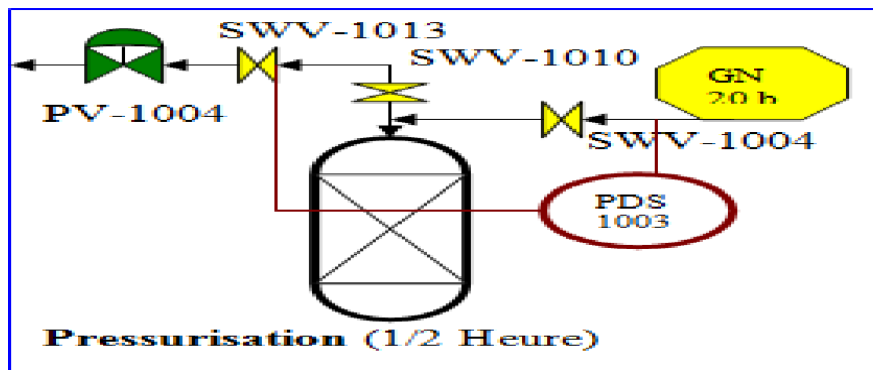 SWV-1013
SWV-1010
GN
20 b
PV-1004
SWV-1004
PDS
1003
Pressurisation (1/2 Heure)